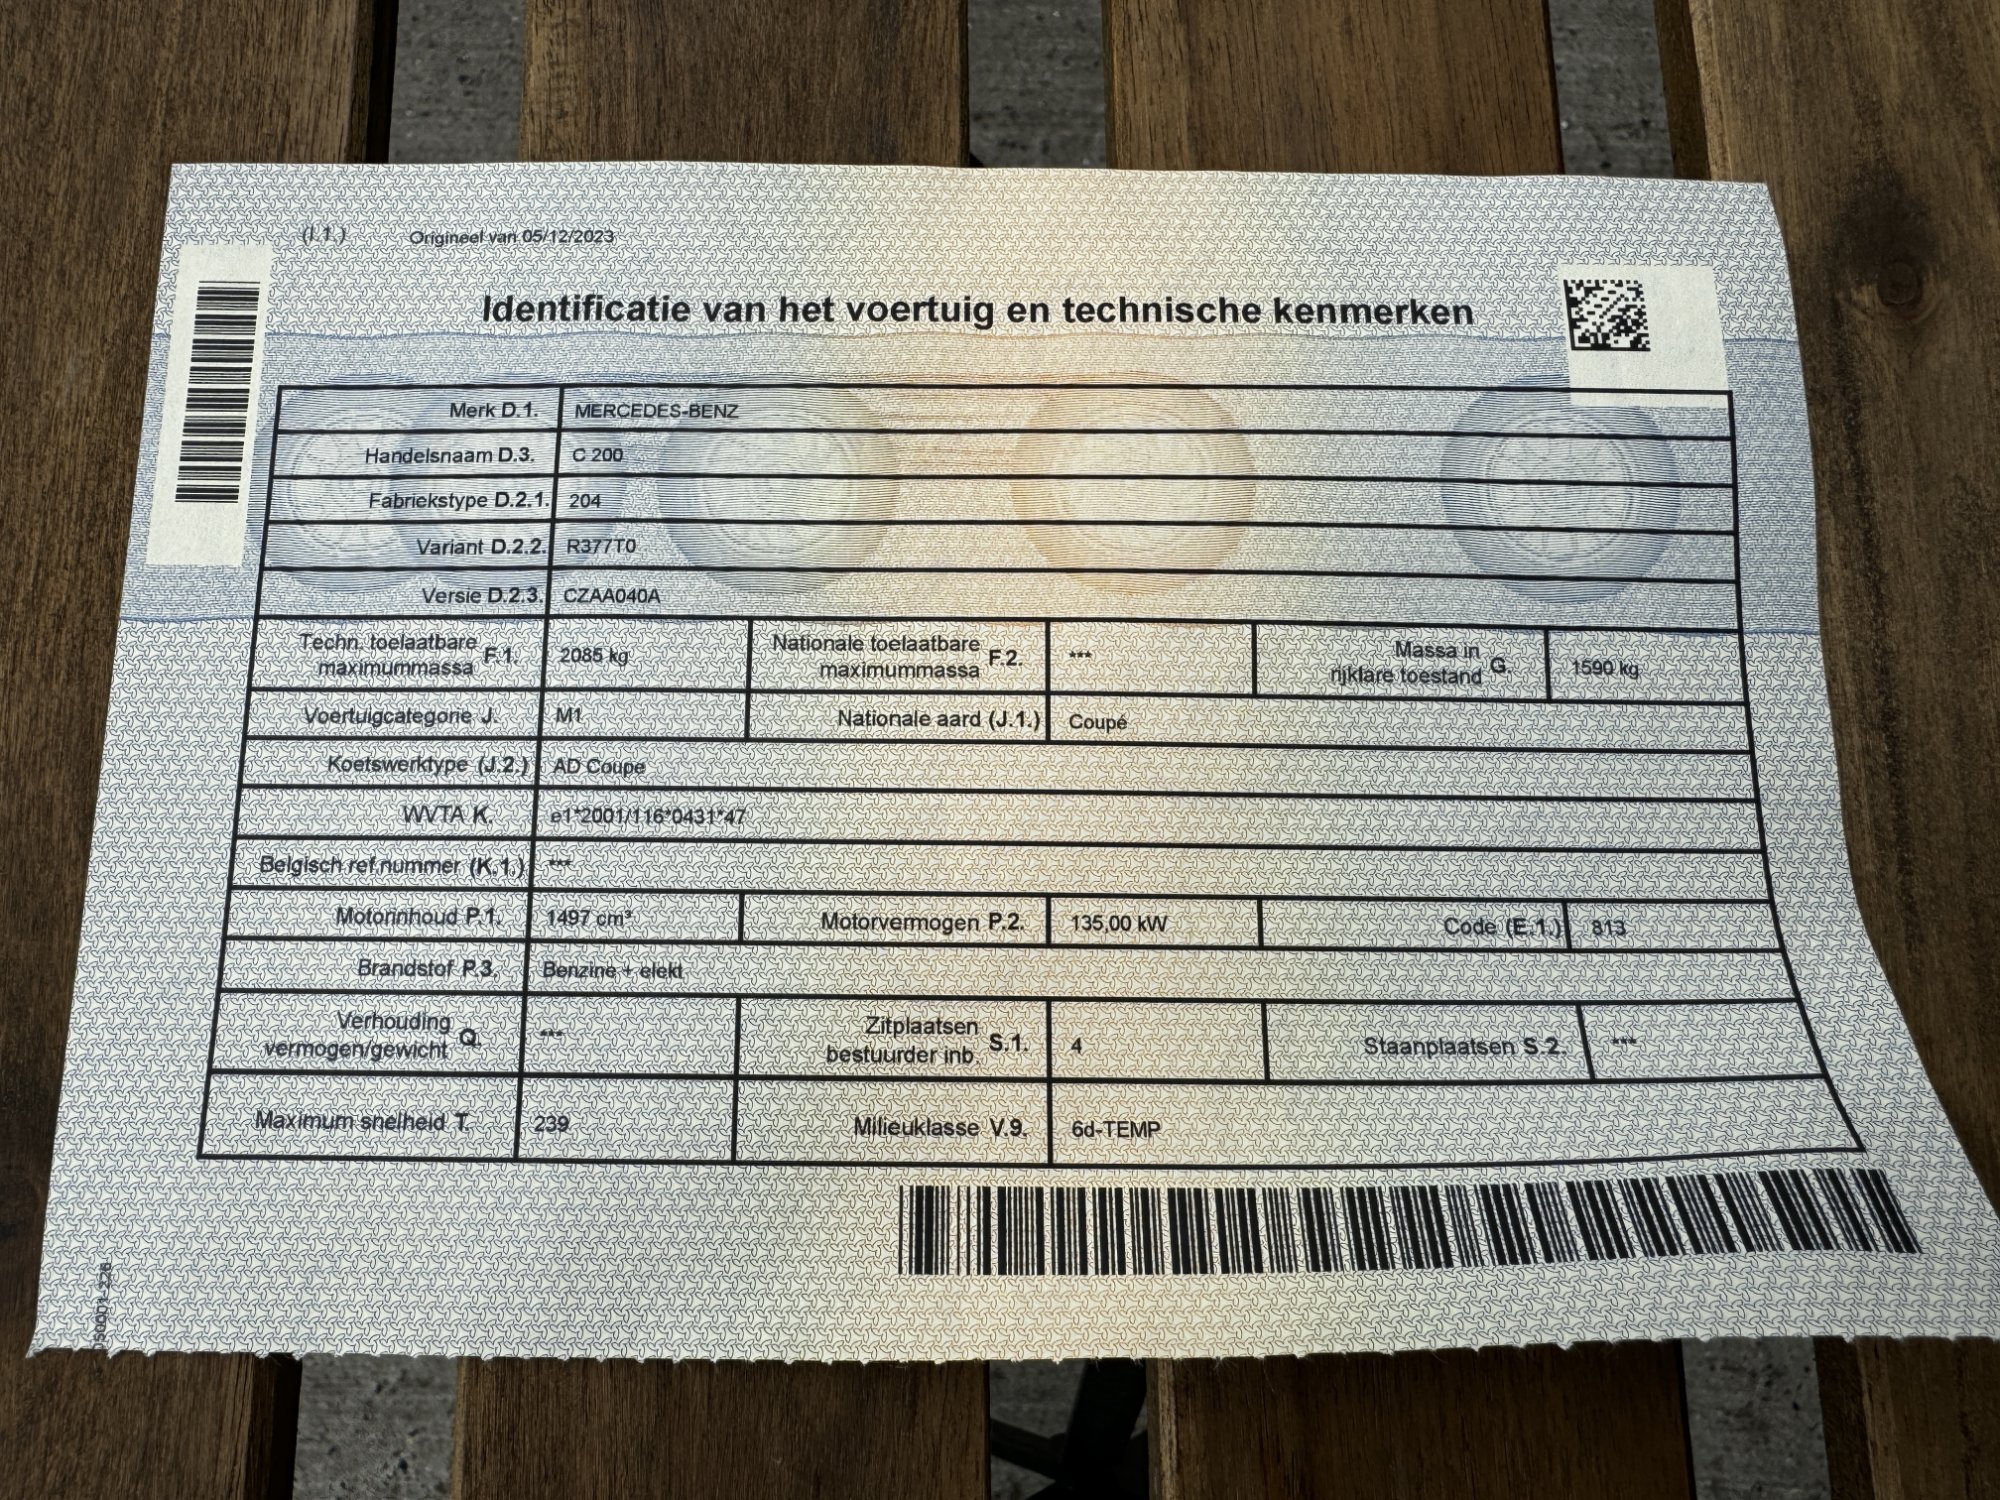 (I.1.) Origineel van 05/12/2023
Identificatie van het voertuig en technische kenmerken
Merk D.1. MERCEDES-BENZ
Handelsnaam D.3. C 200
Fabriekstype D.2.1. 204
Variant D.2.2. R377T0
Versie D.2.3. CZAA040A
Techn. toelaatbare maximummassa F.1. 2085 kg Nationale toelaatbare maximummassa F.2. *** Massa in rijklare toestand G. 1590 kg
Voertuigcategorie J. M1 Nationale aard (J.1.) Coupé
Koetswerktype (J.2.) AD Coupe
WVTA K. e1*2001/116*0431*47
Belgisch ref.nummer (K.1.) ***
Motorinhoud P.1. 1497 cm³ Motorvermogen P.2. 135,00 kW Code (E.1.) 813
Brandstof P.3. Benzine + elekt
Verhouding vermogen/gewicht Q. *** Zitplaatsen bestuurder inb. S.1. 4 Staanplaatsen S.2. ***
Maximum snelheid T. 239 Milieuklasse V.9. 6d-TEMP